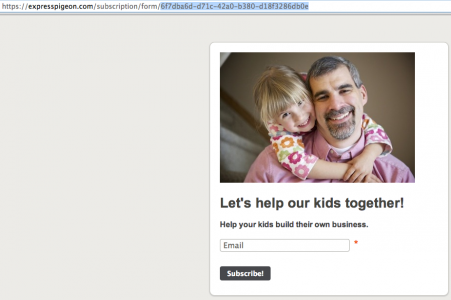 https://expresspigeon.com/subscription/form/6f7dba6d-d71c-42a0-b380-d18f3286db0e
Let's help our kids together!
Help your kids build their own business.
Email *
Subscribe!